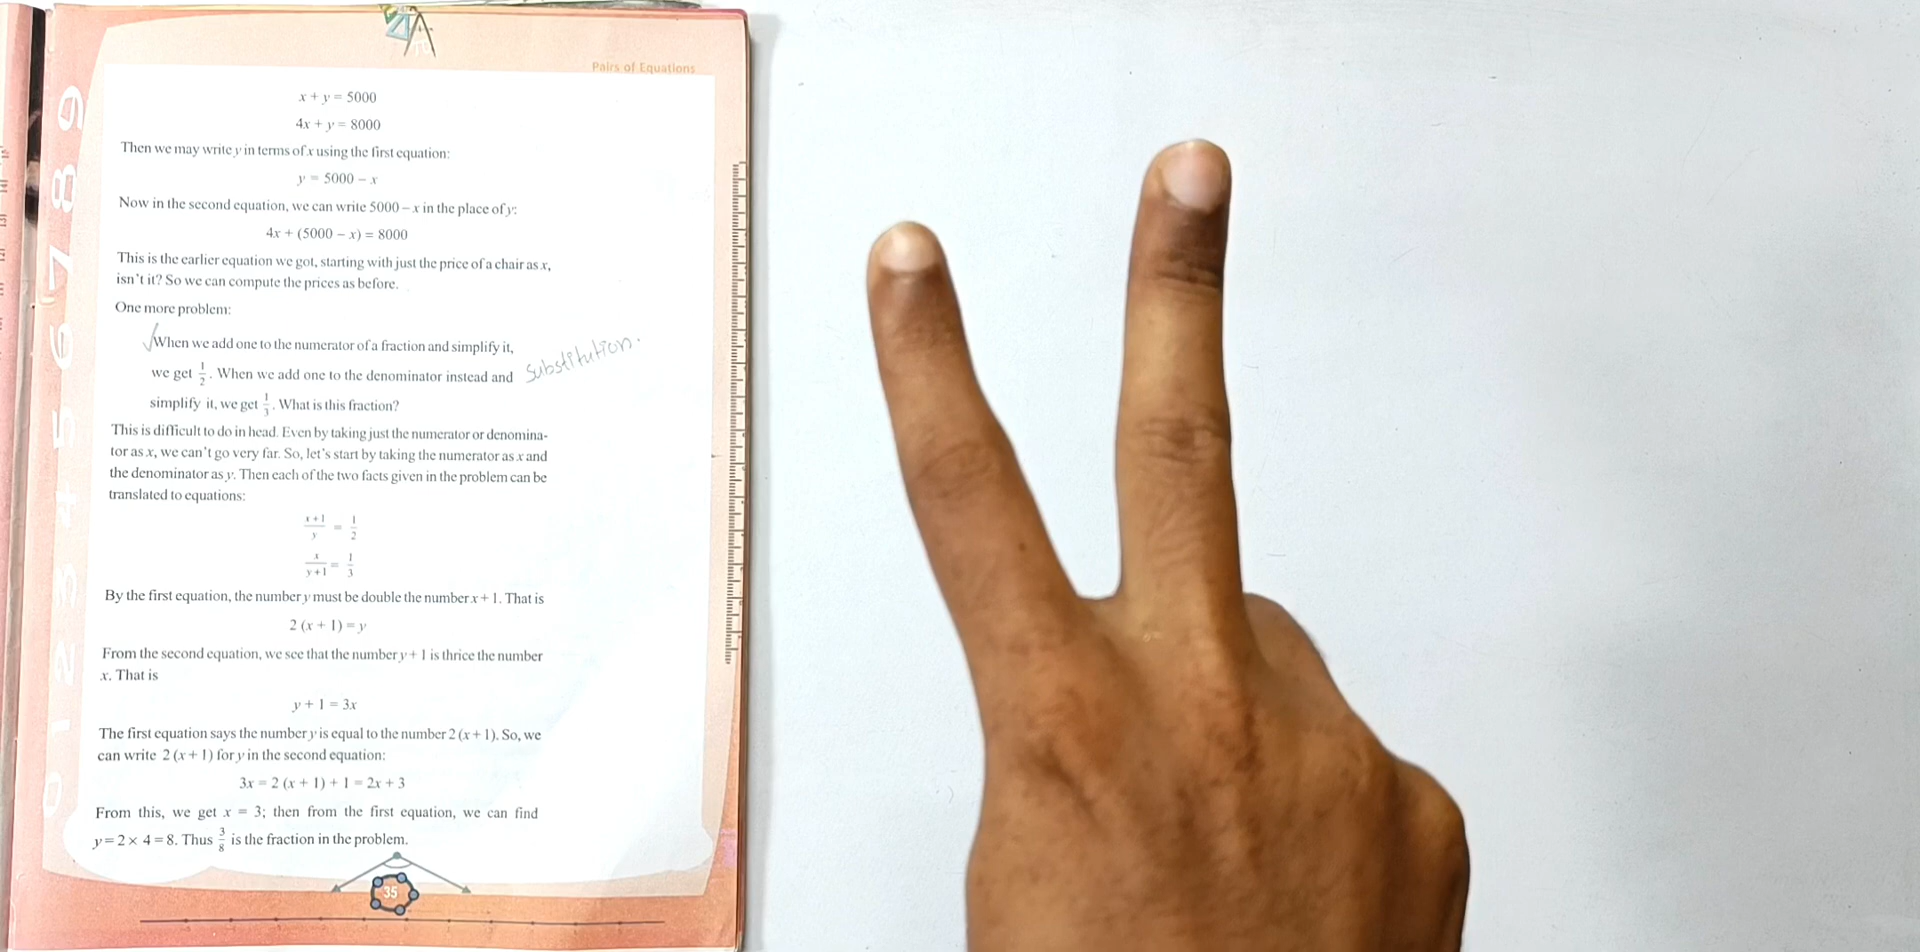 Pairs of Equations
x + y = 5000
4x + y = 8000
Then we may write y in terms of x using the first equation:
y = 5000 – x
Now in the second equation, we can write 5000 – x in the place of y:
4x + (5000 – x) = 8000
This is the earlier equation we got, starting with just the price of a chair as x,
isn't it? So we can compute the prices as before.
One more problem:
When we add one to the numerator of a fraction and simplify it,
we get 1/2. When we add one to the denominator instead and
Substitution.
simplify it, we get 1/3. What is this fraction?
This is difficult to do in head. Even by taking just the numerator or denomina-
tor as x, we can't go very far. So, let's start by taking the numerator as x and
the denominator as y. Then each of the two facts given in the problem can be
translated to equations:
(x+1)/y = 1/2
x/(y+1) = 1/3
By the first equation, the number y must be double the number x + 1. That is
2 (x + 1) = y
From the second equation, we see that the number y + 1 is thrice the number
x. That is
y + 1 = 3x
The first equation says the number y is equal to the number 2 (x + 1). So, we
can write 2 (x + 1) for y in the second equation:
3x = 2 (x + 1) + 1 = 2x + 3
From this, we get x = 3; then from the first equation, we can find
y = 2 × 4 = 8. Thus 3/8 is the fraction in the problem.
35
0 1 2 3 4 5 6 7 8 9